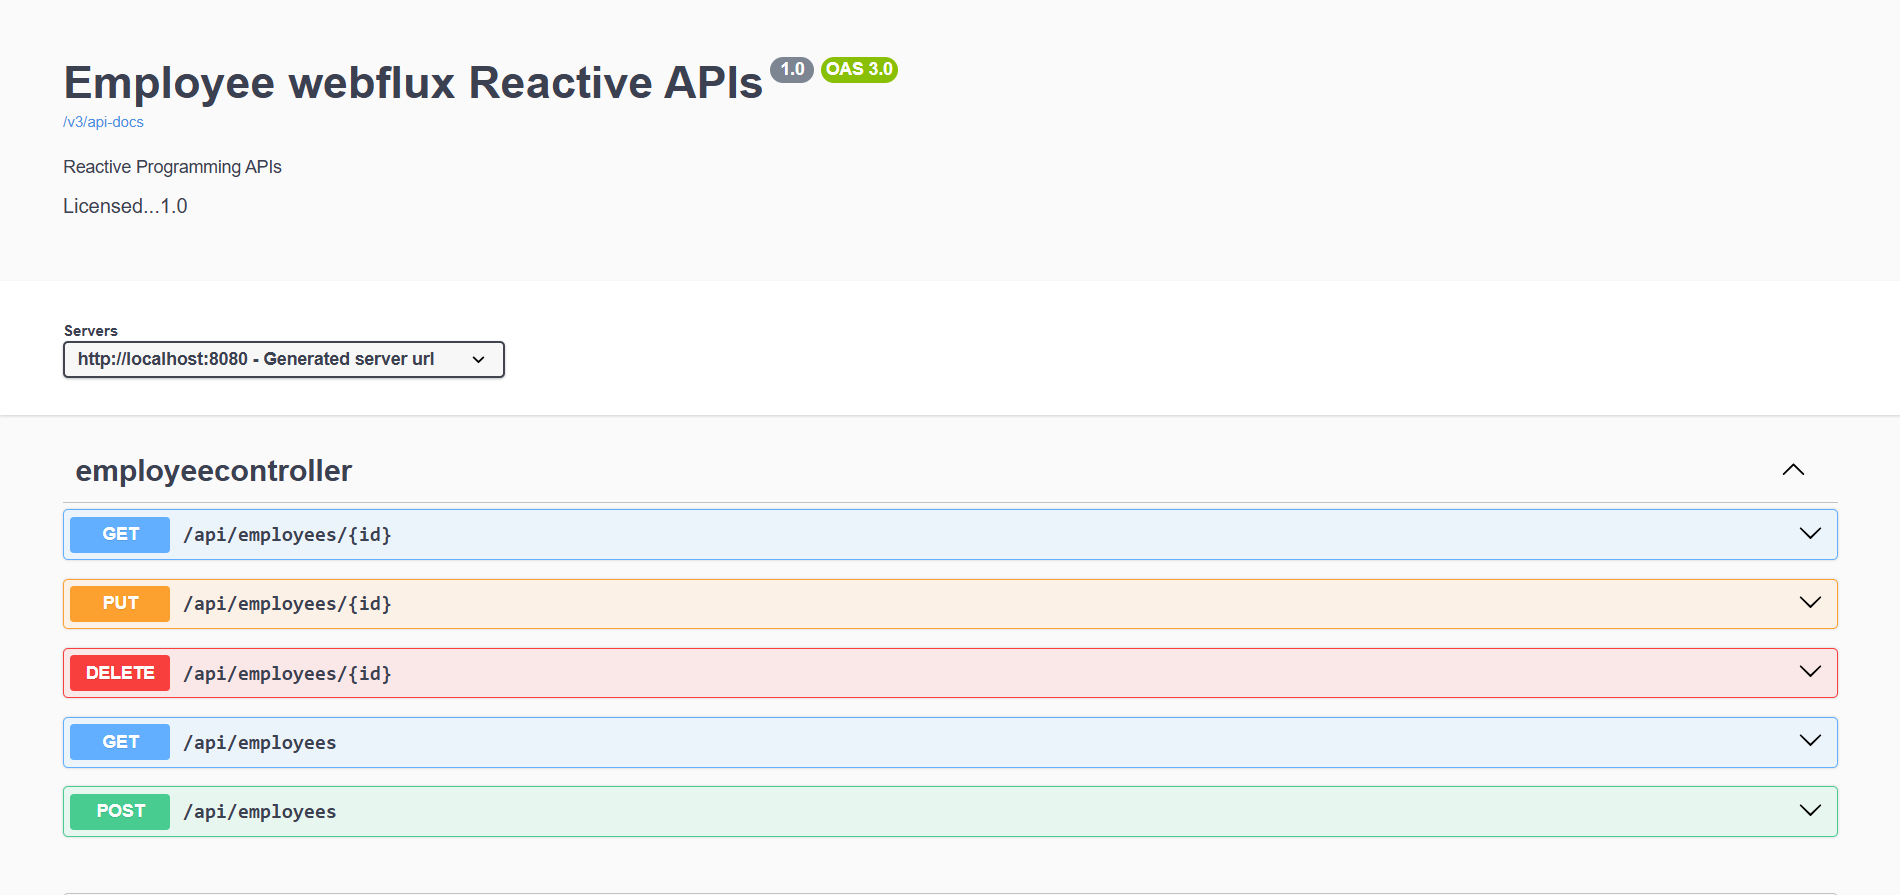 Employee webflux Reactive APIs 1.0 OAS 3.0
/v3/api-docs
Reactive Programming APIs
Licensed...1.0
Servers
http://localhost:8080 - Generated server url
employeecontroller
GET /api/employees/{id}
PUT /api/employees/{id}
DELETE /api/employees/{id}
GET /api/employees
POST /api/employees